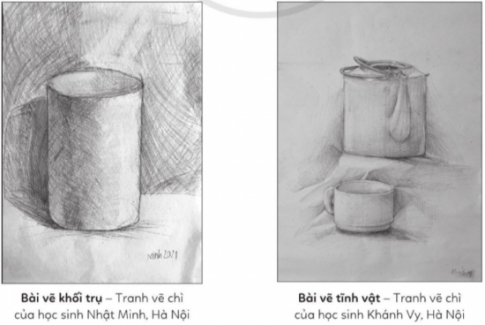 Bài vẽ khối trụ – Tranh vẽ chì
của học sinh Nhật Minh, Hà Nội
Bài vẽ tĩnh vật – Tranh vẽ chì
của học sinh Khánh Vy, Hà Nội